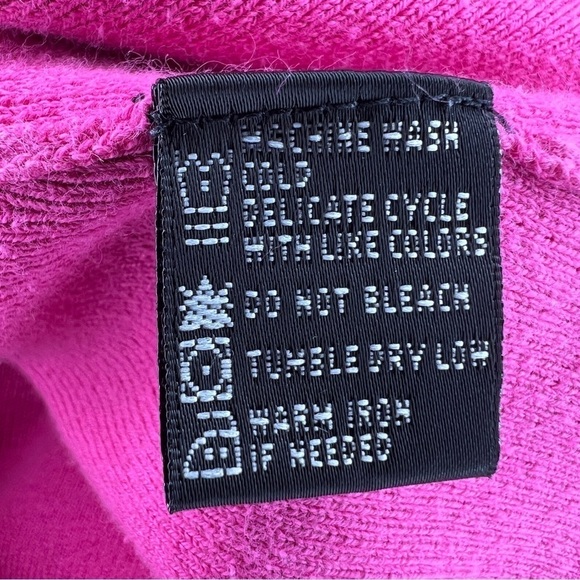 MACHINE WASH
COLD
DELICATE CYCLE
WITH LIKE COLORS
DO NOT BLEACH
TUMBLE DRY LOW
WARM IRON
IF NEEDED